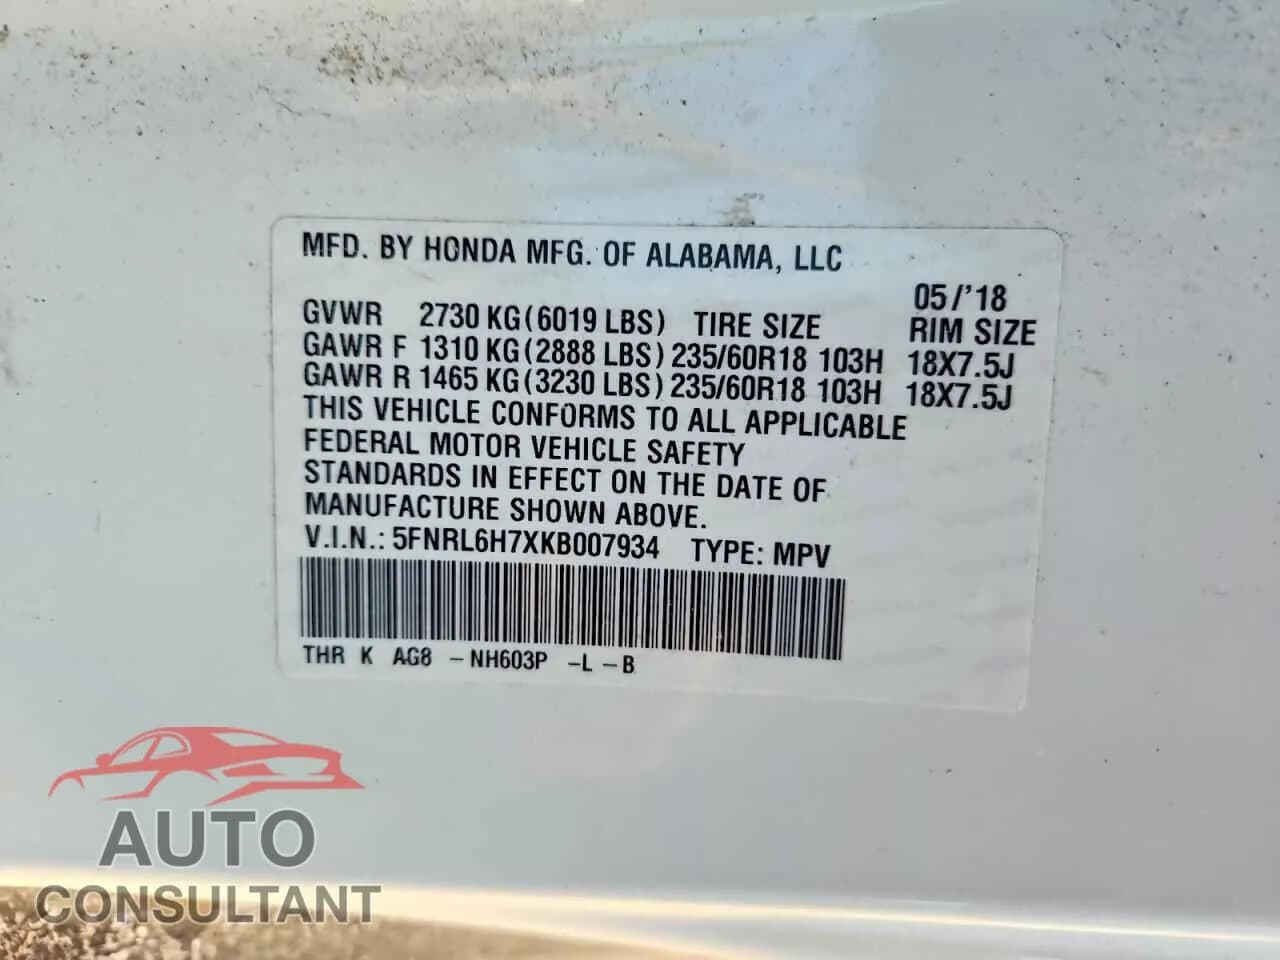 MFD. BY HONDA MFG. OF ALABAMA, LLC
05/'18
GVWR 2730 KG(6019 LBS) TIRE SIZE RIM SIZE
GAWR F 1310 KG(2888 LBS) 235/60R18 103H 18X7.5J
GAWR R 1465 KG(3230 LBS) 235/60R18 103H 18X7.5J
THIS VEHICLE CONFORMS TO ALL APPLICABLE
FEDERAL MOTOR VEHICLE SAFETY
STANDARDS IN EFFECT ON THE DATE OF
MANUFACTURE SHOWN ABOVE.
V.I.N.: 5FNRL6H7XKB007934 TYPE: MPV
THR K AG8 -NH603P -L -B
AUTO
CONSULTANT